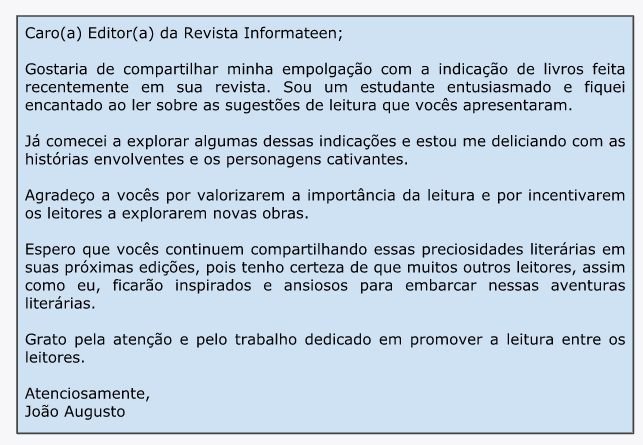 Caro(a) Editor(a) da Revista Informateen;
Gostaria de compartilhar minha empolgação com a indicação de livros feita
recentemente em sua revista. Sou um estudante entusiasmado e fiquei
encantado ao ler sobre as sugestões de leitura que vocês apresentaram.
Já comecei a explorar algumas dessas indicações e estou me deliciando com as
histórias envolventes e os personagens cativantes.
Agradeço a vocês por valorizarem a importância da leitura e por incentivarem
os leitores a explorarem novas obras.
Espero que vocês continuem compartilhando essas preciosidades literárias em
suas próximas edições, pois tenho certeza de que muitos outros leitores, assim
como eu, ficarão inspirados e ansiosos para embarcar nessas aventuras
literárias.
Grato pela atenção e pelo trabalho dedicado em promover a leitura entre os
leitores.
Atenciosamente,
João Augusto